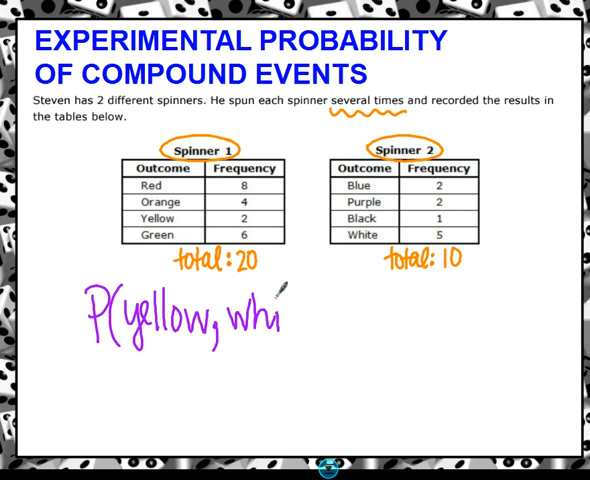 EXPERIMENTAL PROBABILITY
OF COMPOUND EVENTS
Steven has 2 different spinners. He spun each spinner several times and recorded the results in
the tables below.
Spinner 1
Outcome Frequency
Red 8
Orange 4
Yellow 2
Green 6
total: 20
Spinner 2
Outcome Frequency
Blue 2
Purple 2
Black 1
White 5
total: 10
P(yellow, whi